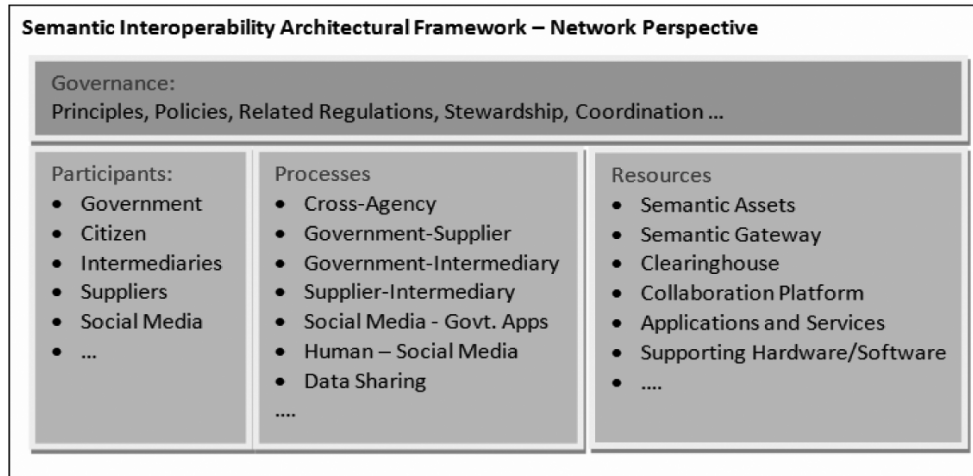 Semantic Interoperability Architectural Framework – Network Perspective
Governance:
Principles, Policies, Related Regulations, Stewardship, Coordination ...
Participants:
• Government
• Citizen
• Intermediaries
• Suppliers
• Social Media
• ...
Processes
• Cross-Agency
• Government-Supplier
• Government-Intermediary
• Supplier-Intermediary
• Social Media - Govt. Apps
• Human – Social Media
• Data Sharing
....
Resources
• Semantic Assets
• Semantic Gateway
• Clearinghouse
• Collaboration Platform
• Applications and Services
• Supporting Hardware/Software
• ....